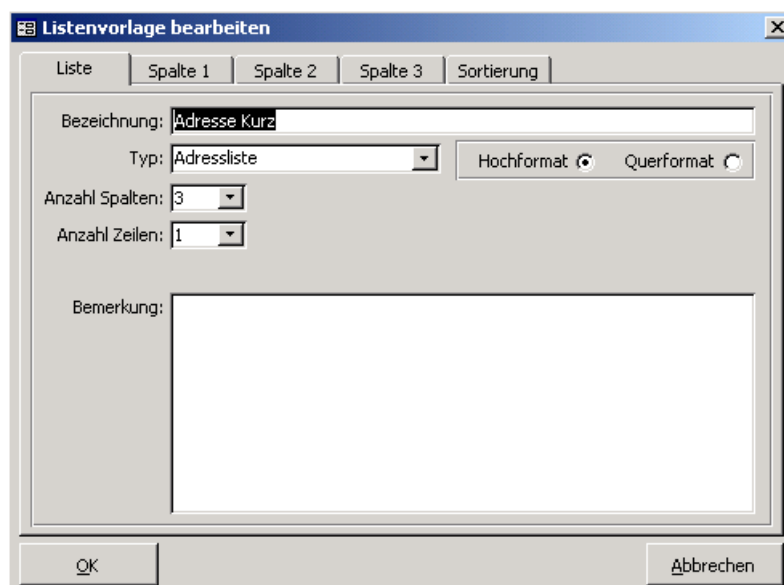 Listenvorlage bearbeiten
Liste Spalte 1 Spalte 2 Spalte 3 Sortierung
Bezeichnung: Adresse Kurz
Typ: Adressliste Hochformat Querformat
Anzahl Spalten: 3
Anzahl Zeilen: 1
Bemerkung:
OK Abbrechen